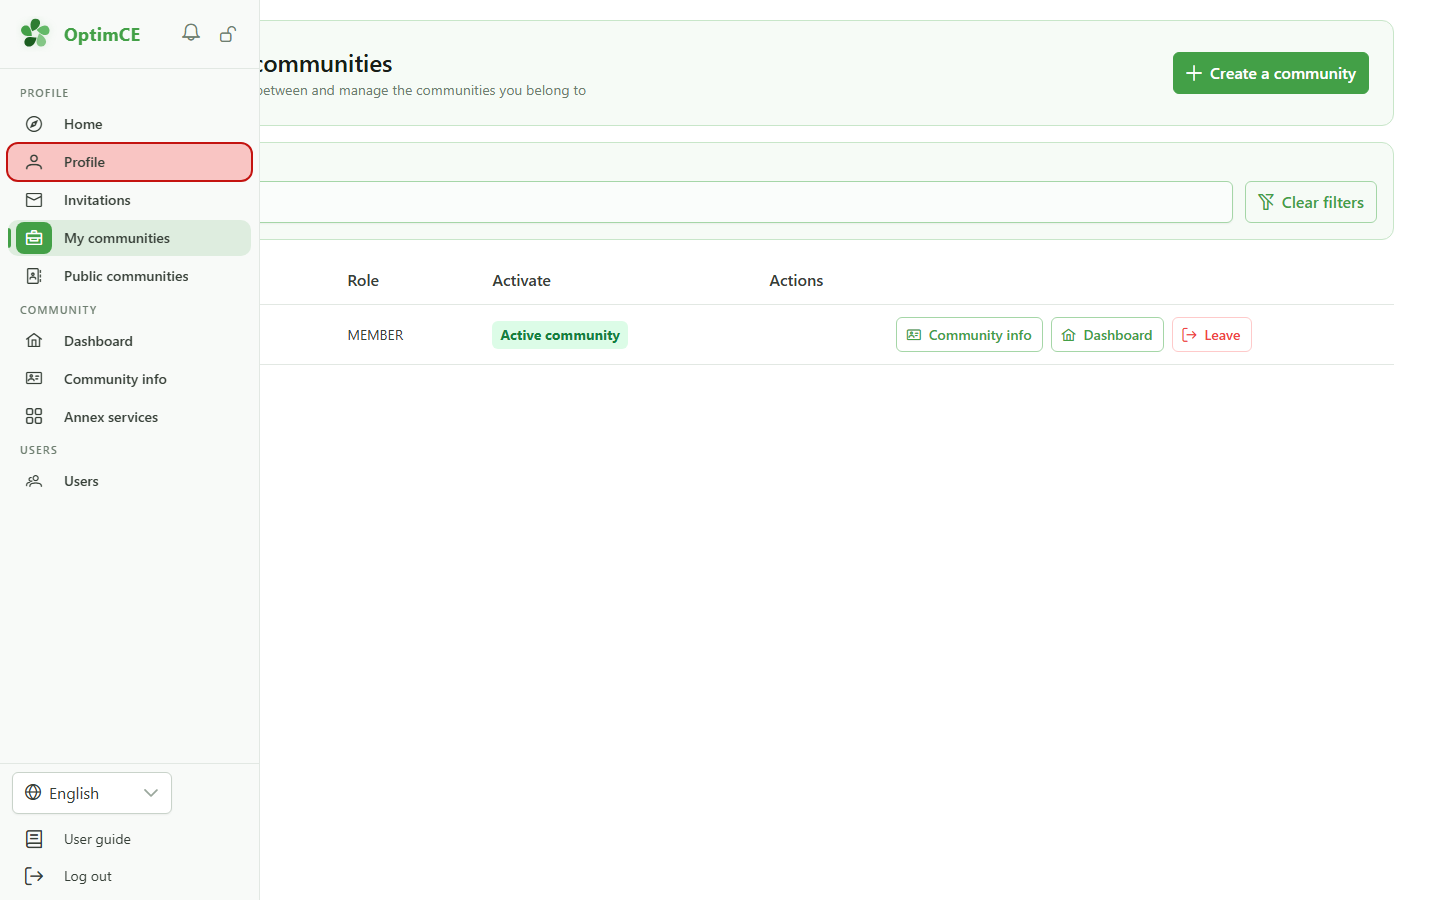 OptimCE
PROFILE
Home
Profile
Invitations
My communities
Public communities
COMMUNITY
Dashboard
Community info
Annex services
USERS
Users
English
User guide
Log out
communities
between and manage the communities you belong to
Create a community
Clear filters
Role Activate Actions
MEMBER Active community Community info Dashboard Leave